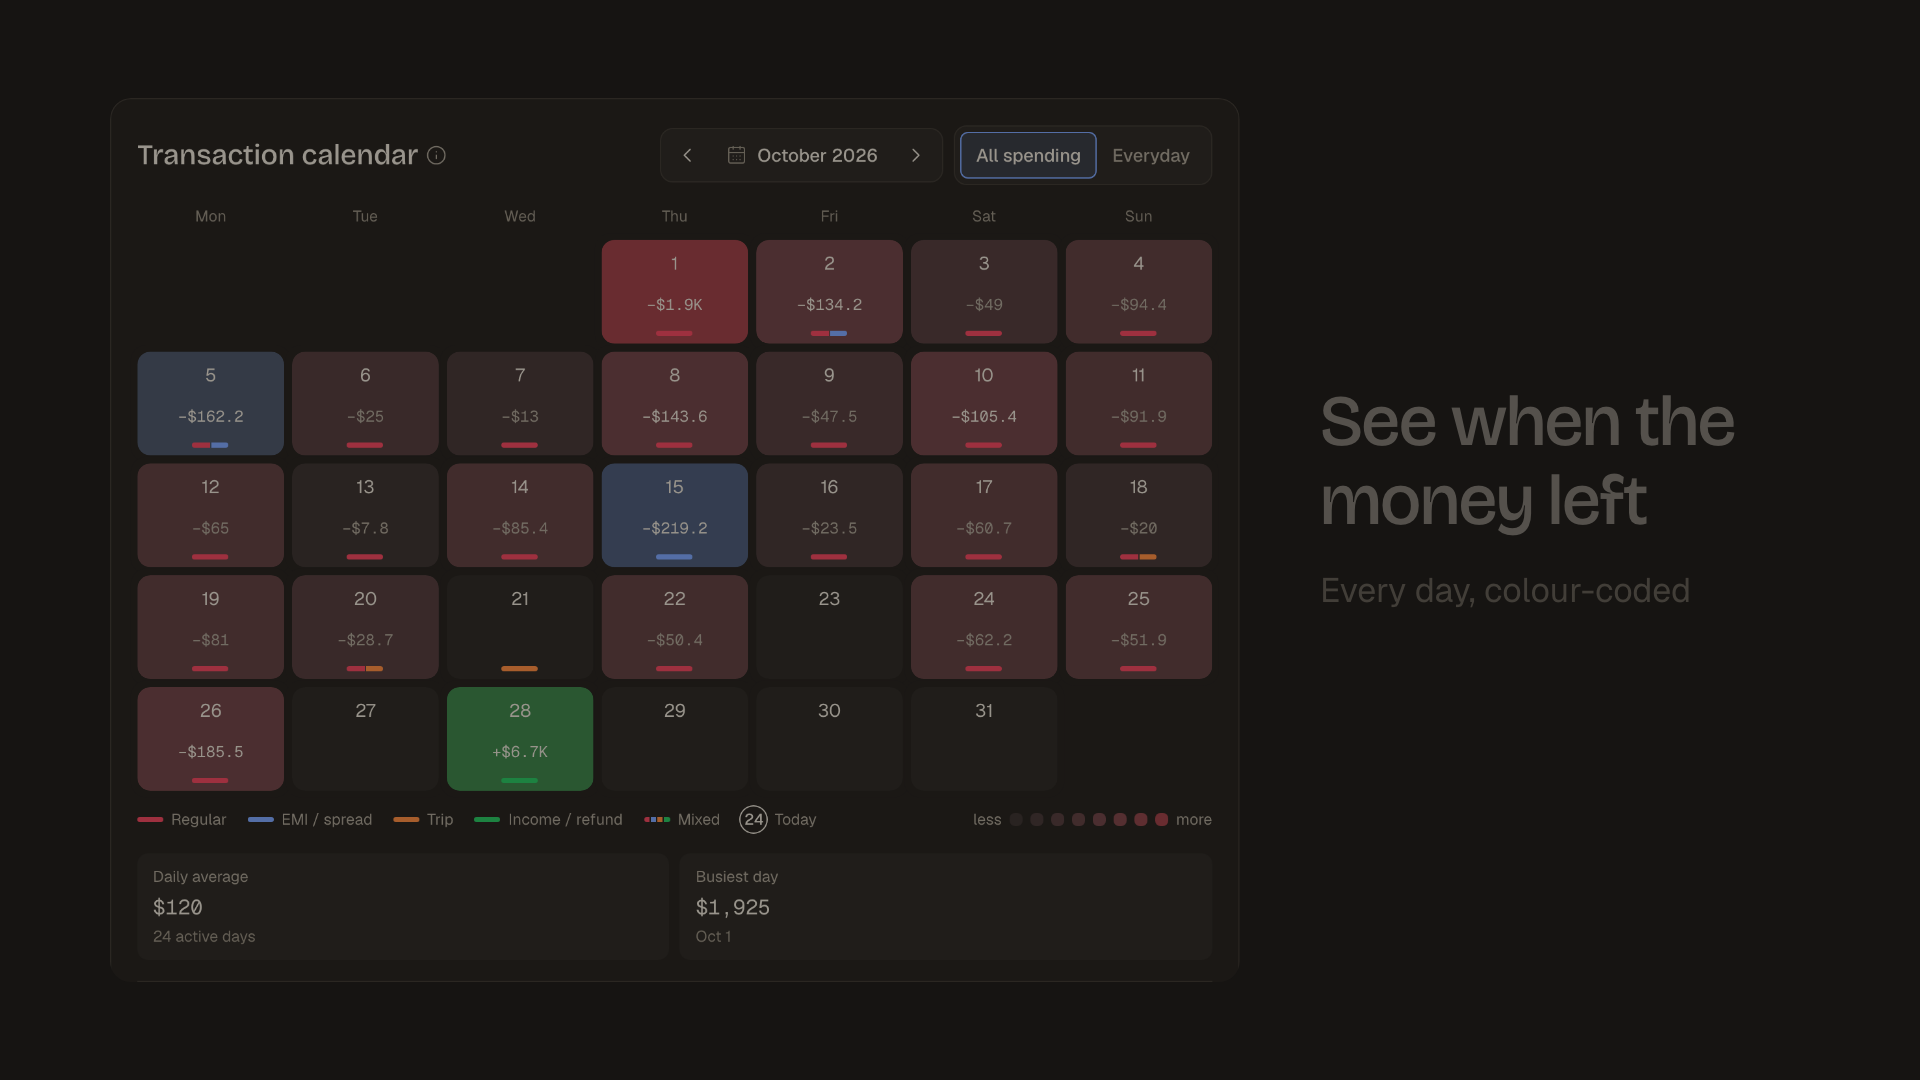 Transaction calendar
October 2026
All spending
Everyday
Mon Tue Wed Thu Fri Sat Sun
1 2 3 4
−$1.9K −$134.2 −$49 −$94.4
5 6 7 8 9 10 11
−$162.2 −$25 −$13 −$143.6 −$47.5 −$105.4 −$91.9
12 13 14 15 16 17 18
−$65 −$7.8 −$85.4 −$219.2 −$23.5 −$60.7 −$20
19 20 21 22 23 24 25
−$81 −$28.7 −$50.4 −$62.2 −$51.9
26 27 28 29 30 31
−$185.5 +$6.7K
Regular EMI / spread Trip Income / refund Mixed 24 Today less more
Daily average
$120
24 active days
Busiest day
$1,925
Oct 1
See when the
money left
Every day, colour-coded